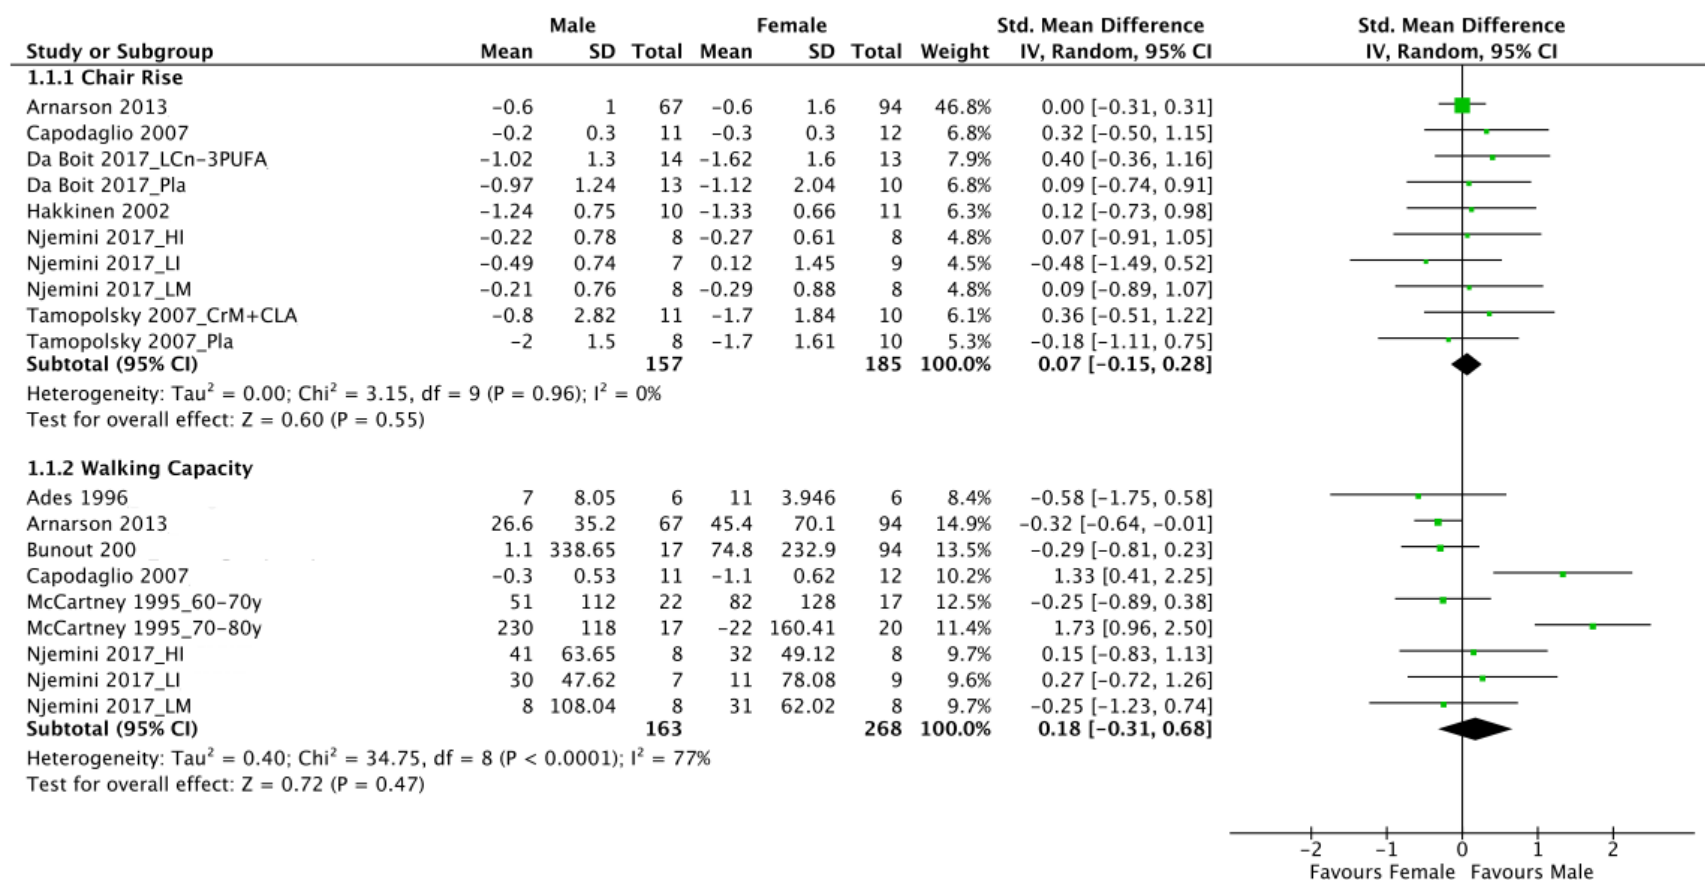 Male Female Std. Mean Difference Std. Mean Difference
Study or Subgroup Mean SD Total Mean SD Total Weight IV, Random, 95% CI IV, Random, 95% CI
1.1.1 Chair Rise
Arnarson 2013 −0.6 1 67 −0.6 1.6 94 46.8% 0.00 [−0.31, 0.31]
Capodaglio 2007 −0.2 0.3 11 −0.3 0.3 12 6.8% 0.32 [−0.50, 1.15]
Da Boit 2017_LCn−3PUFA −1.02 1.3 14 −1.62 1.6 13 7.9% 0.40 [−0.36, 1.16]
Da Boit 2017_Pla −0.97 1.24 13 −1.12 2.04 10 6.8% 0.09 [−0.74, 0.91]
Hakkinen 2002 −1.24 0.75 10 −1.33 0.66 11 6.3% 0.12 [−0.73, 0.98]
Njemini 2017_HI −0.22 0.78 8 −0.27 0.61 8 4.8% 0.07 [−0.91, 1.05]
Njemini 2017_LI −0.49 0.74 7 0.12 1.45 9 4.5% −0.48 [−1.49, 0.52]
Njemini 2017_LM −0.21 0.76 8 −0.29 0.88 8 4.8% 0.09 [−0.89, 1.07]
Tamopolsky 2007_CrM+CLA −0.8 2.82 11 −1.7 1.84 10 6.1% 0.36 [−0.51, 1.22]
Tamopolsky 2007_Pla −2 1.5 8 −1.7 1.61 10 5.3% −0.18 [−1.11, 0.75]
Subtotal (95% CI) 157 185 100.0% 0.07 [−0.15, 0.28]
Heterogeneity: Tau² = 0.00; Chi² = 3.15, df = 9 (P = 0.96); I² = 0%
Test for overall effect: Z = 0.60 (P = 0.55)
1.1.2 Walking Capacity
Ades 1996 7 8.05 6 11 3.946 6 8.4% −0.58 [−1.75, 0.58]
Arnarson 2013 26.6 35.2 67 45.4 70.1 94 14.9% −0.32 [−0.64, −0.01]
Bunout 200 1.1 338.65 17 74.8 232.9 94 13.5% −0.29 [−0.81, 0.23]
Capodaglio 2007 −0.3 0.53 11 −1.1 0.62 12 10.2% 1.33 [0.41, 2.25]
McCartney 1995_60−70y 51 112 22 82 128 17 12.5% −0.25 [−0.89, 0.38]
McCartney 1995_70−80y 230 118 17 −22 160.41 20 11.4% 1.73 [0.96, 2.50]
Njemini 2017_HI 41 63.65 8 32 49.12 8 9.7% 0.15 [−0.83, 1.13]
Njemini 2017_LI 30 47.62 7 11 78.08 9 9.6% 0.27 [−0.72, 1.26]
Njemini 2017_LM 8 108.04 8 31 62.02 8 9.7% −0.25 [−1.23, 0.74]
Subtotal (95% CI) 163 268 100.0% 0.18 [−0.31, 0.68]
Heterogeneity: Tau² = 0.40; Chi² = 34.75, df = 8 (P < 0.0001); I² = 77%
Test for overall effect: Z = 0.72 (P = 0.47)
−2 −1 0 1 2
Favours Female Favours Male